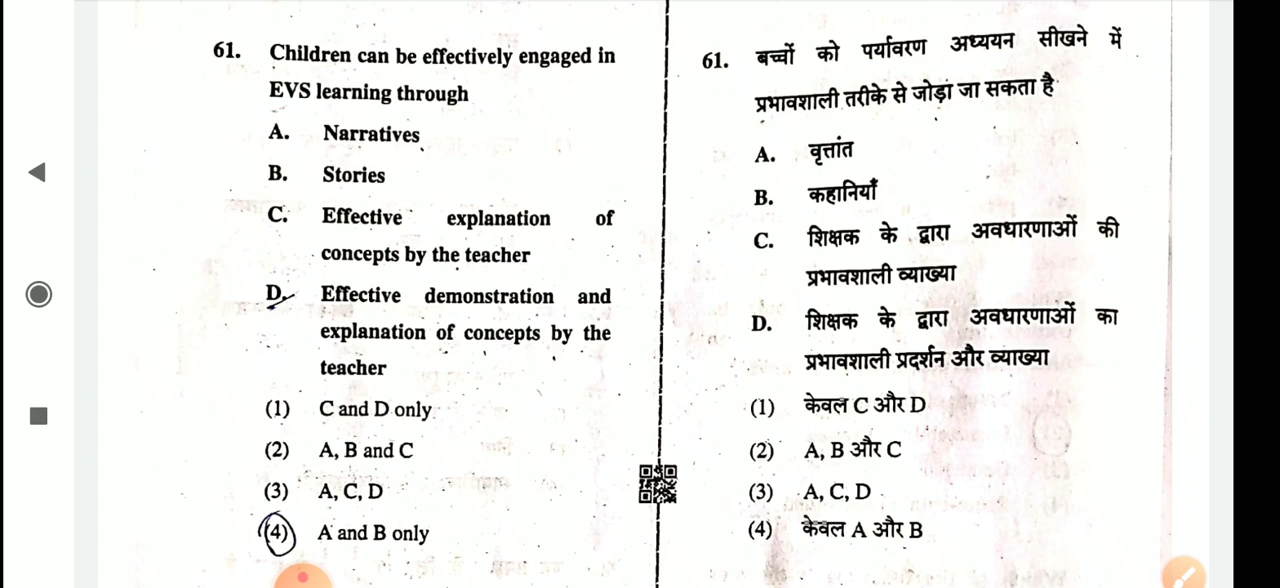 61. Children can be effectively engaged in
EVS learning through
A. Narratives
B. Stories
C. Effective explanation of
concepts by the teacher
D. Effective demonstration and
explanation of concepts by the
teacher
(1) C and D only
(2) A, B and C
(3) A, C, D
(4) A and B only
61. बच्चों को पर्यावरण अध्ययन सीखने में
प्रभावशाली तरीके से जोड़ा जा सकता है
A. वृत्तांत
B. कहानियाँ
C. शिक्षक के द्वारा अवधारणाओं की
प्रभावशाली व्याख्या
D. शिक्षक के द्वारा अवधारणाओं का
प्रभावशाली प्रदर्शन और व्याख्या
(1) केवल C और D
(2) A, B और C
(3) A, C, D
(4) केवल A और B